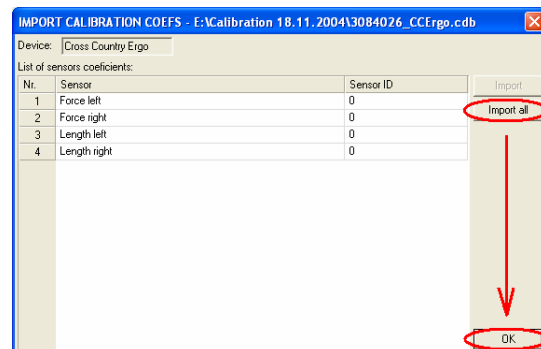 IMPORT CALIBRATION COEFS - E:\Calibration 18.11.2004\3084026_CCErgo.cdb
Device: Cross Country Ergo
List of sensors coeficients:
Nr. Sensor Sensor ID Import
1 Force left 0 Import all
2 Force right 0
3 Length left 0
4 Length right 0
OK